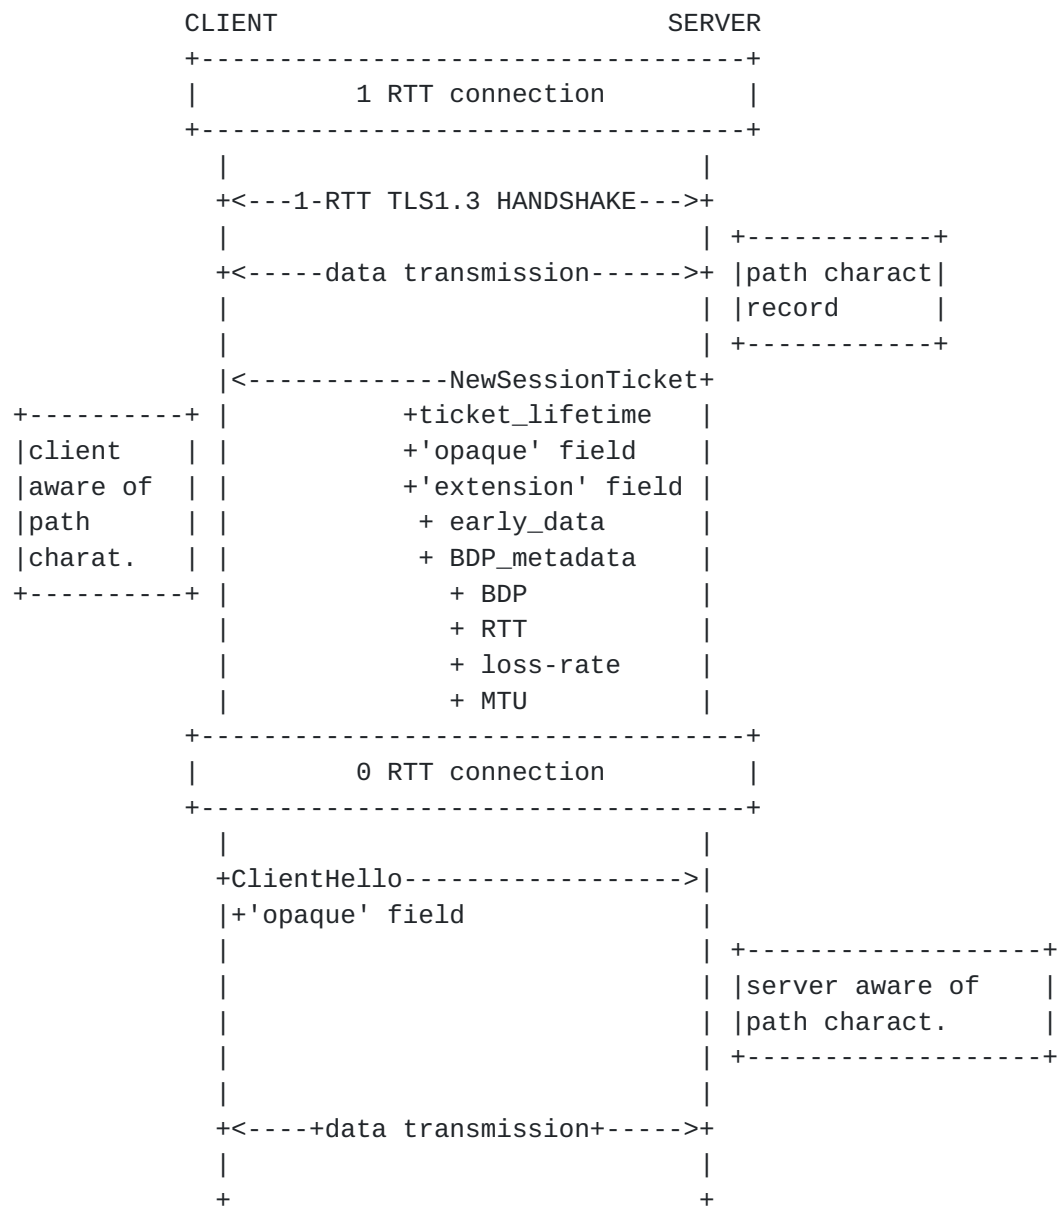 CLIENT SERVER
1 RTT connection
+<---1-RTT TLS1.3 HANDSHAKE--->+
+<-----data transmission------>+ |path charact|
|record |
|<-------------NewSessionTicket+
+ticket_lifetime
|client | +'opaque' field
|aware of | +'extension' field
|path | + early_data
|charat. | + BDP_metadata
+ BDP
+ RTT
+ loss-rate
+ MTU
0 RTT connection
+ClientHello------------------>|
|+'opaque' field
|server aware of |
|path charact. |
+<----+data transmission+----->+